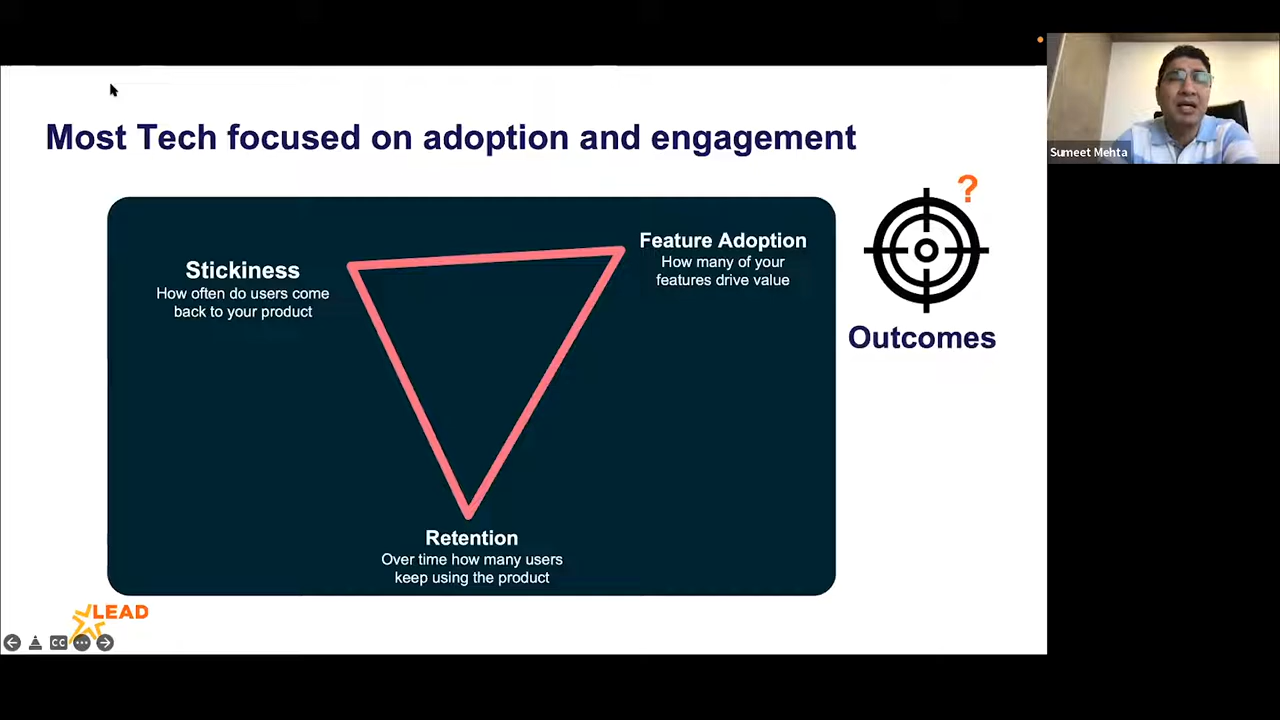 Most Tech focused on adoption and engagement
Sumeet Mehta
?
Feature Adoption
How many of your
features drive value
Stickiness
How often do users come
back to your product
Outcomes
Retention
Over time how many users
keep using the product
LEAD
CC